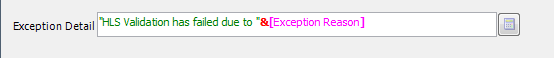 Exception Detail "HLS Validation has failed due to "&[Exception Reason]